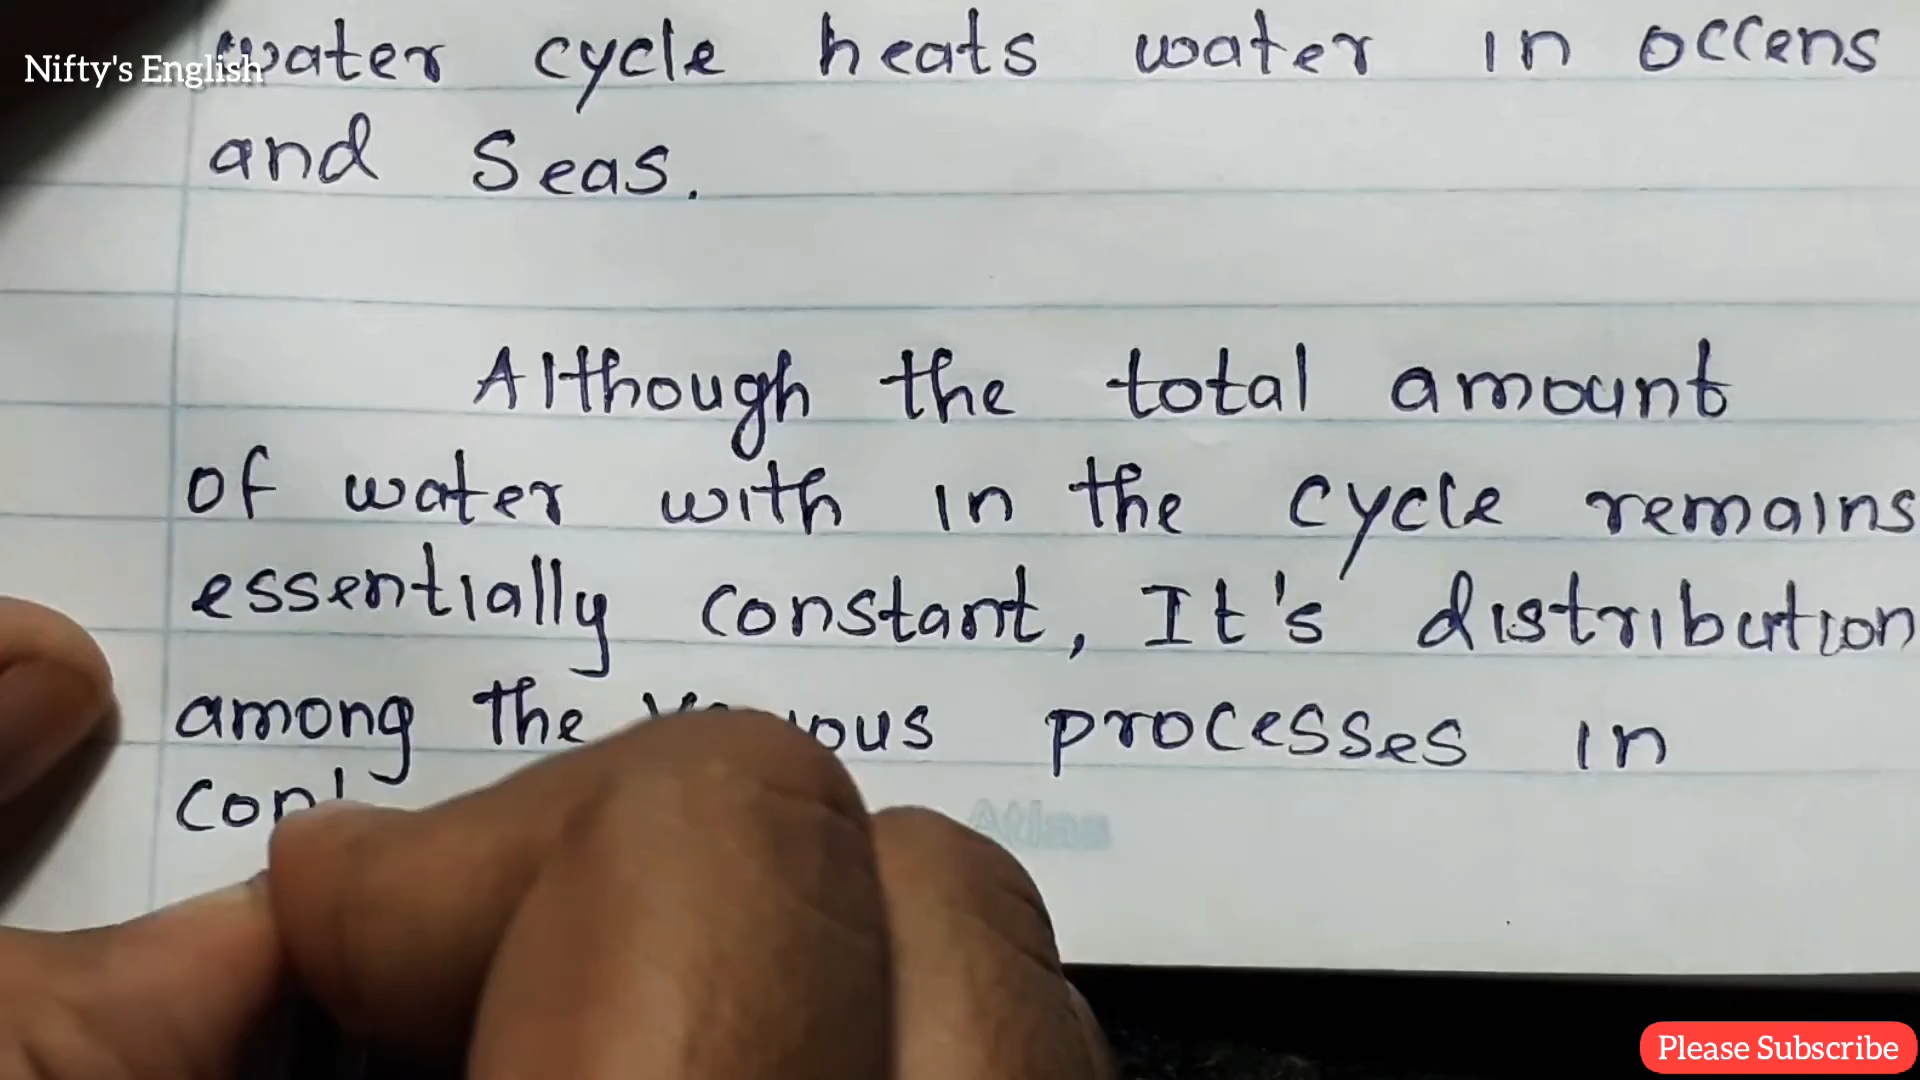 Nifty's English
water cycle heats water in occens
and Seas.
Although the total amount
of water with in the cycle remains
essentially constant, It's distribution
among the processes in
Atlas
Please Subscribe